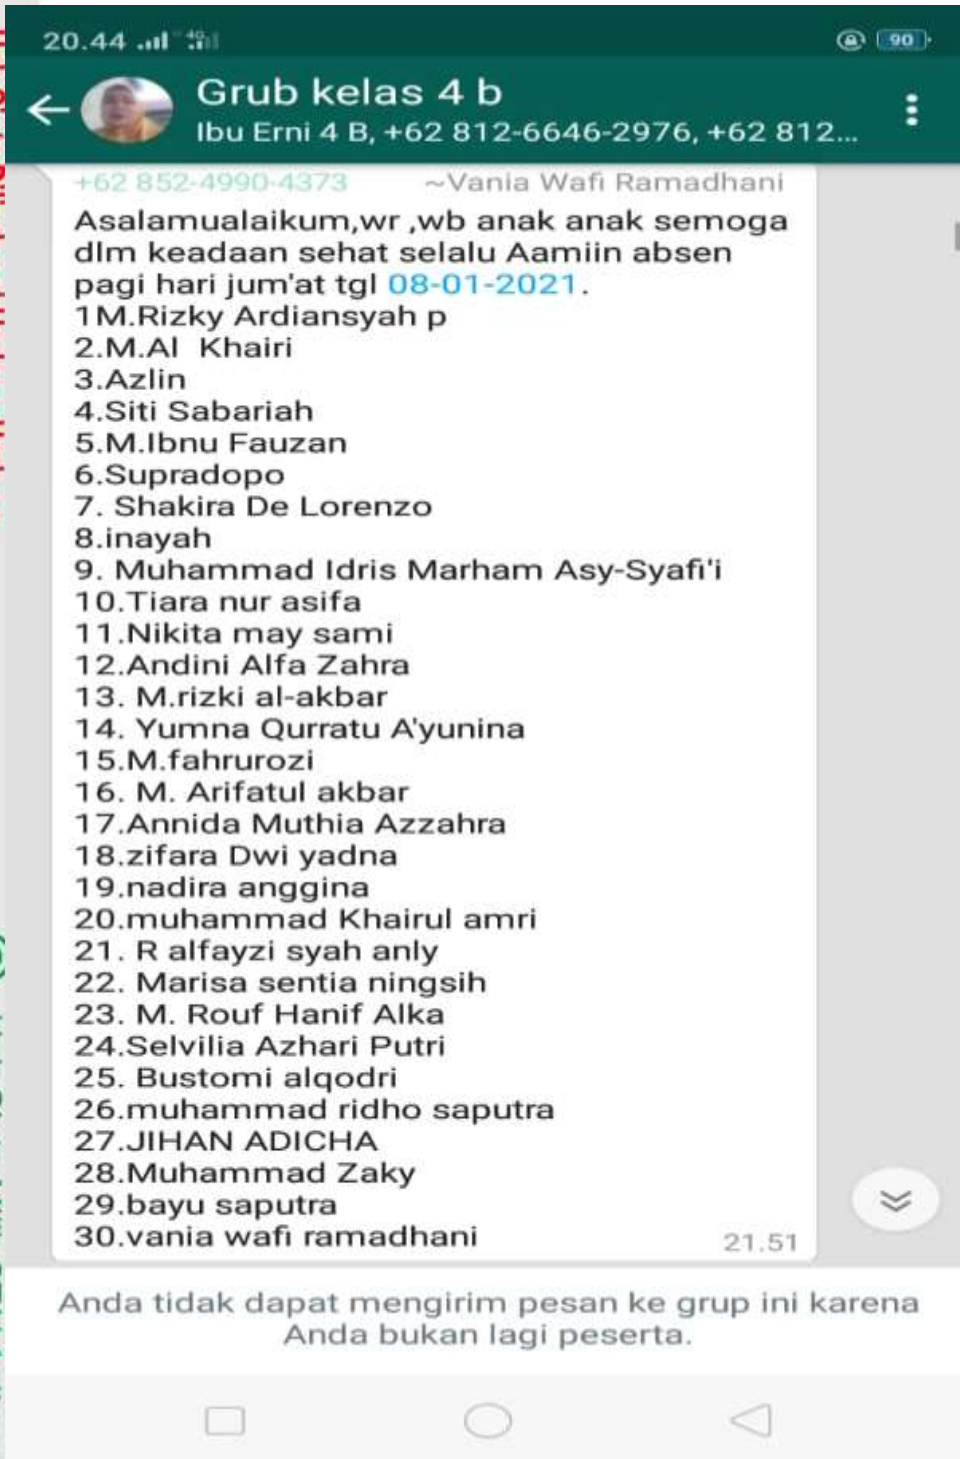 20.44
90
Grub kelas 4 b
Ibu Erni 4 B, +62 812-6646-2976, +62 812...
+62 852-4990-4373 ~Vania Wafi Ramadhani
Asalamualaikum,wr ,wb anak anak semoga
dlm keadaan sehat selalu Aamiin absen
pagi hari jum'at tgl 08-01-2021.
1M.Rizky Ardiansyah p
2.M.Al Khairi
3.Azlin
4.Siti Sabariah
5.M.Ibnu Fauzan
6.Supradopo
7. Shakira De Lorenzo
8.inayah
9. Muhammad Idris Marham Asy-Syafi'i
10.Tiara nur asifa
11.Nikita may sami
12.Andini Alfa Zahra
13. M.rizki al-akbar
14. Yumna Qurratu A'yunina
15.M.fahrurozi
16. M. Arifatul akbar
17.Annida Muthia Azzahra
18.zifara Dwi yadna
19.nadira anggina
20.muhammad Khairul amri
21. R alfayzi syah anly
22. Marisa sentia ningsih
23. M. Rouf Hanif Alka
24.Selvilia Azhari Putri
25. Bustomi alqodri
26.muhammad ridho saputra
27.JIHAN ADICHA
28.Muhammad Zaky
29.bayu saputra
30.vania wafi ramadhani
21.51
Anda tidak dapat mengirim pesan ke grup ini karena
Anda bukan lagi peserta.